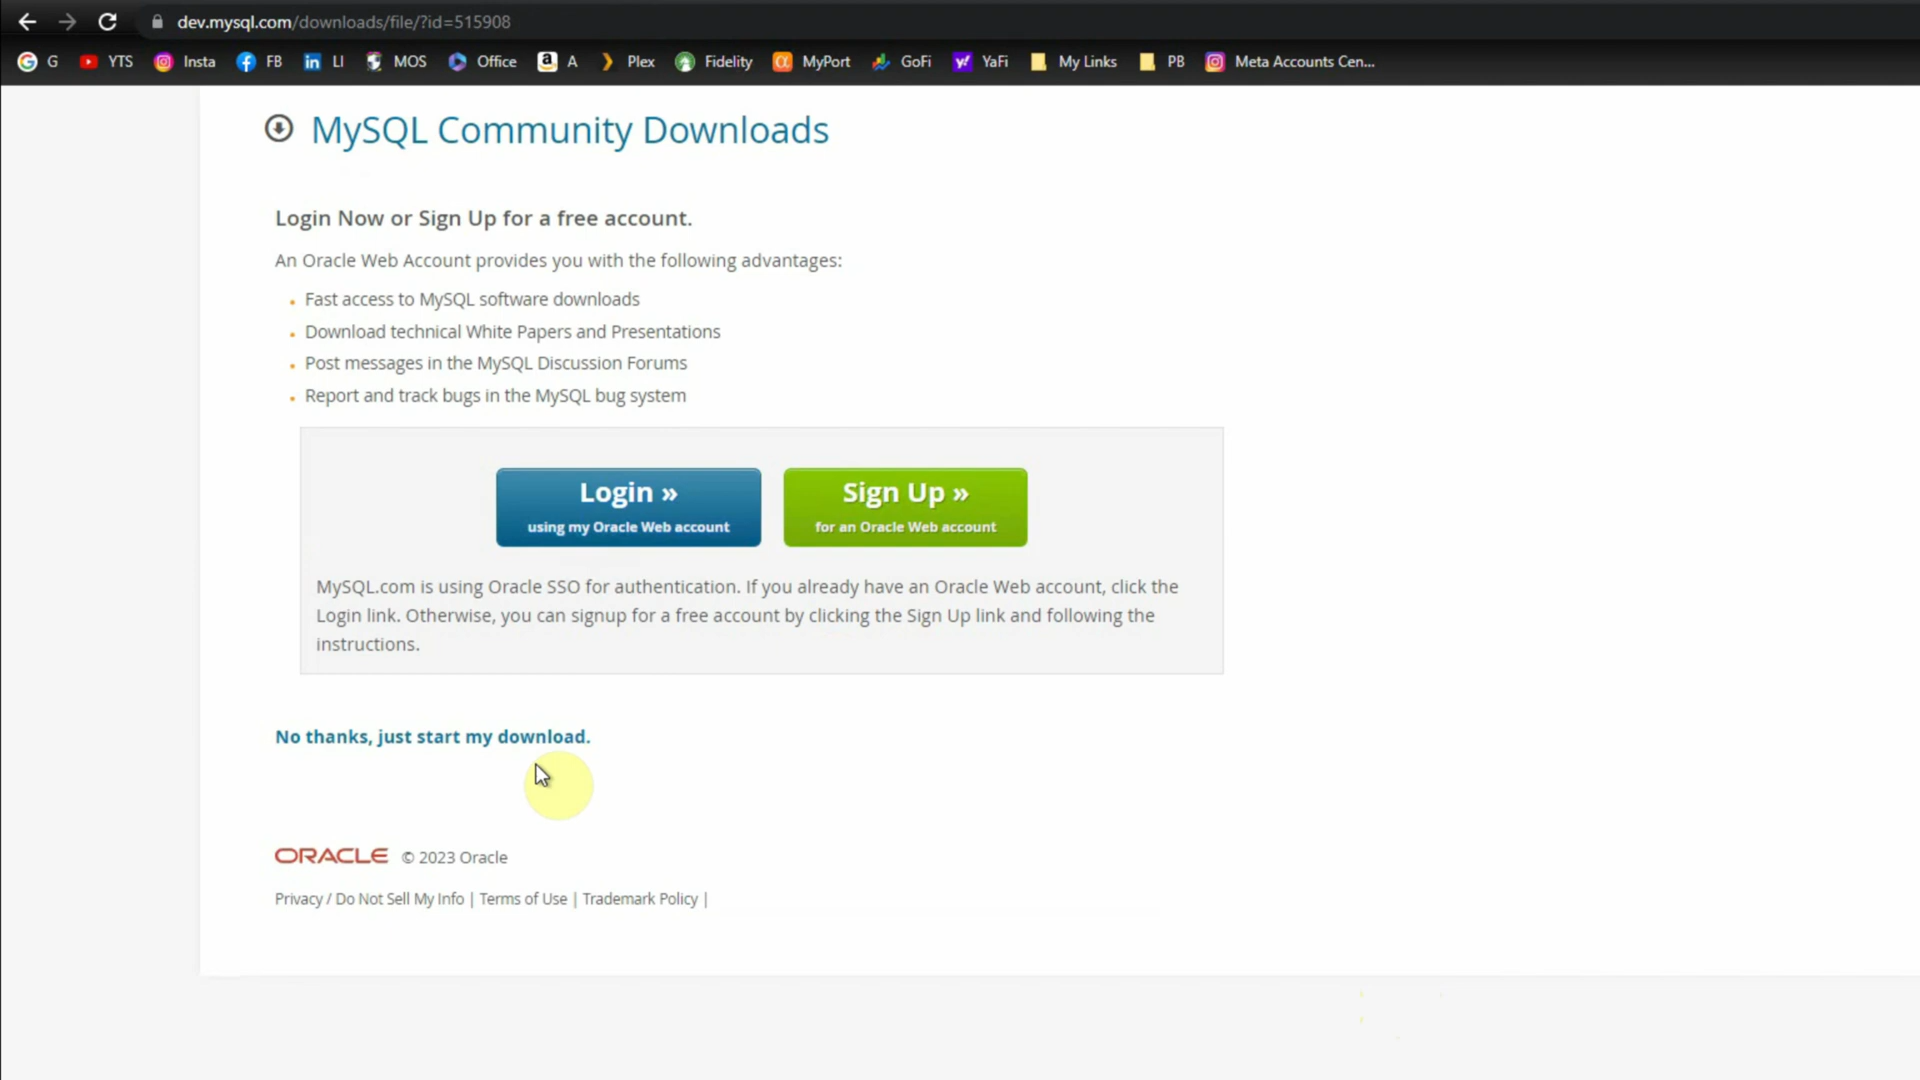 dev.mysql.com/downloads/file/?id=515908
G YTS Insta FB LI MOS Office A Plex Fidelity MyPort GoFi YaFi My Links PB Meta Accounts Cen...
MySQL Community Downloads
Login Now or Sign Up for a free account.
An Oracle Web Account provides you with the following advantages:
Fast access to MySQL software downloads
Download technical White Papers and Presentations
Post messages in the MySQL Discussion Forums
Report and track bugs in the MySQL bug system
Login » Sign Up »
using my Oracle Web account for an Oracle Web account
MySQL.com is using Oracle SSO for authentication. If you already have an Oracle Web account, click the
Login link. Otherwise, you can signup for a free account by clicking the Sign Up link and following the
instructions.
No thanks, just start my download.
ORACLE © 2023 Oracle
Privacy / Do Not Sell My Info | Terms of Use | Trademark Policy |